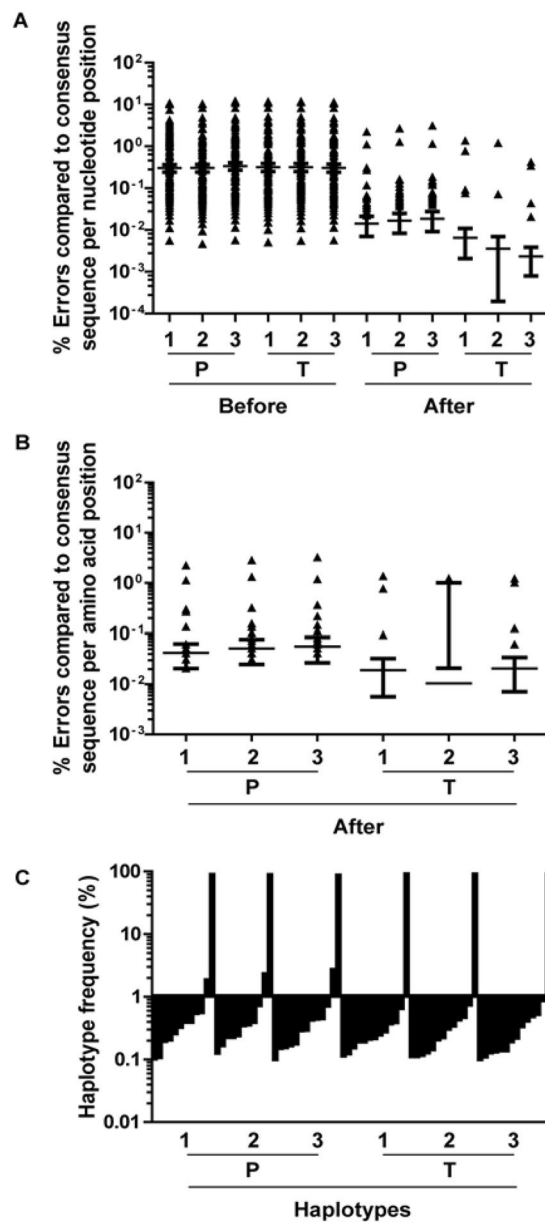 A
% Errors compared to consensus
sequence per nucleotide position
10²
10¹
10⁰
10⁻¹
10⁻²
10⁻³
10⁻⁴
1 2 3 1 2 3 1 2 3 1 2 3
P T P T
Before After
B
% Errors compared to consensus
sequence per amino acid position
10²
10¹
10⁰
10⁻¹
10⁻²
10⁻³
1 2 3 1 2 3
P T
After
C
Haplotype frequency (%)
100
10
1
0.1
0.01
1 2 3 1 2 3
P T
Haplotypes